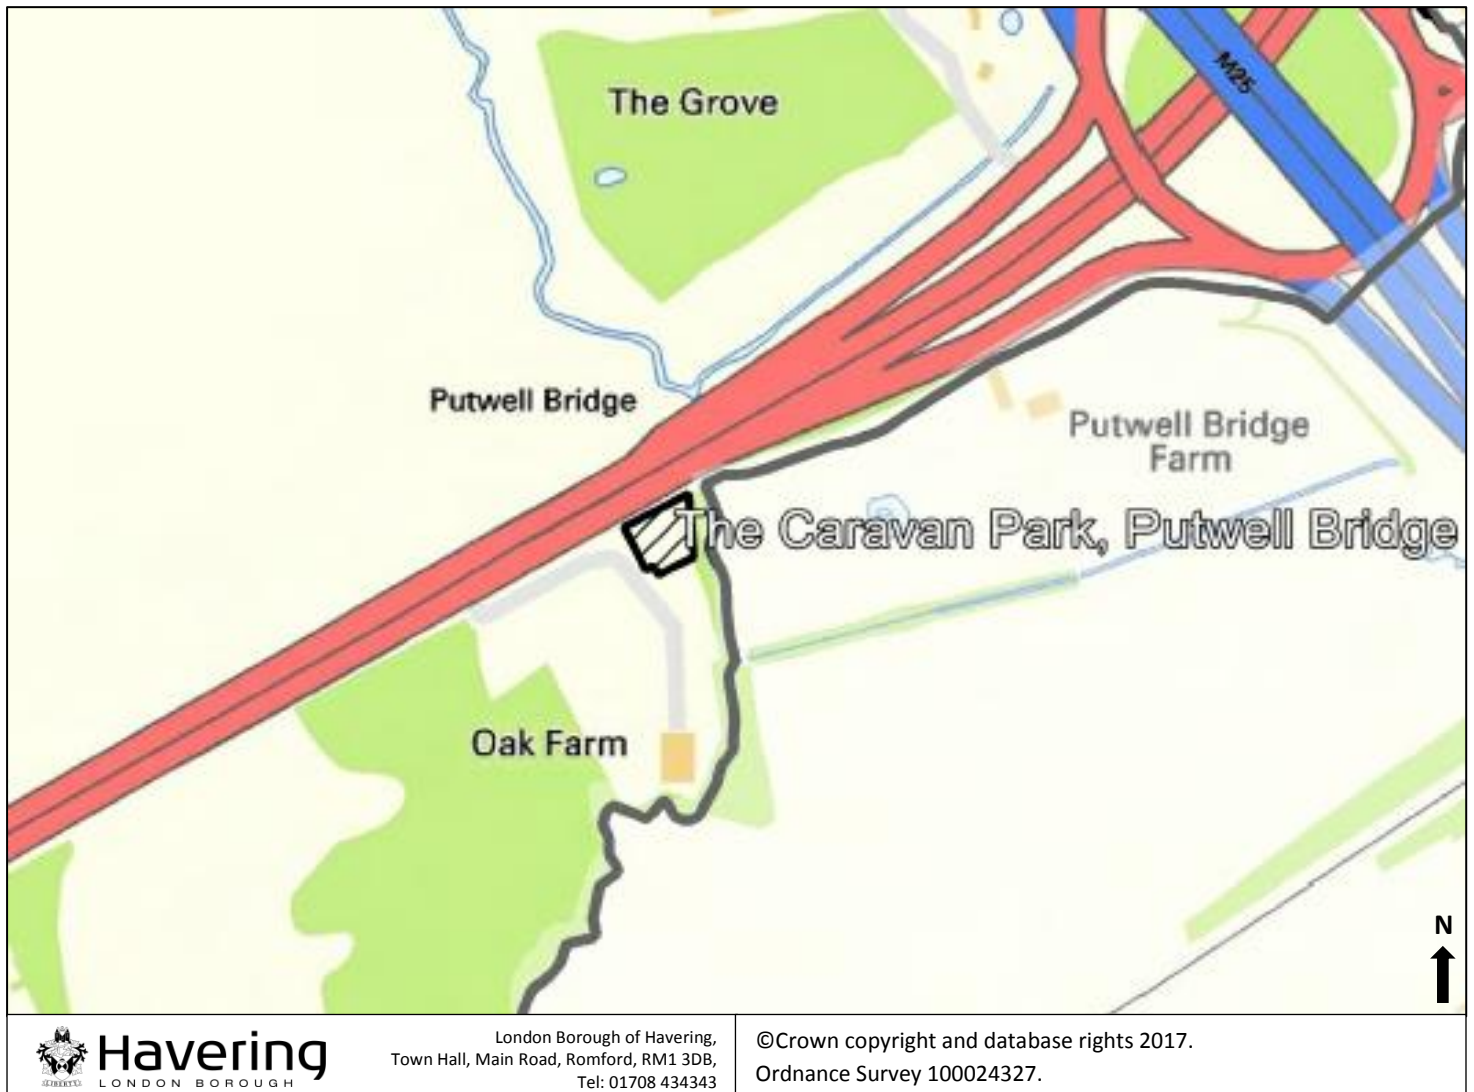 The Grove
M25
Putwell Bridge
Putwell Bridge
Farm
The Caravan Park, Putwell Bridge
Oak Farm
N
Havering
LONDON BOROUGH
LIBERTY
London Borough of Havering,
Town Hall, Main Road, Romford, RM1 3DB,
Tel: 01708 434343
©Crown copyright and database rights 2017.
Ordnance Survey 100024327.